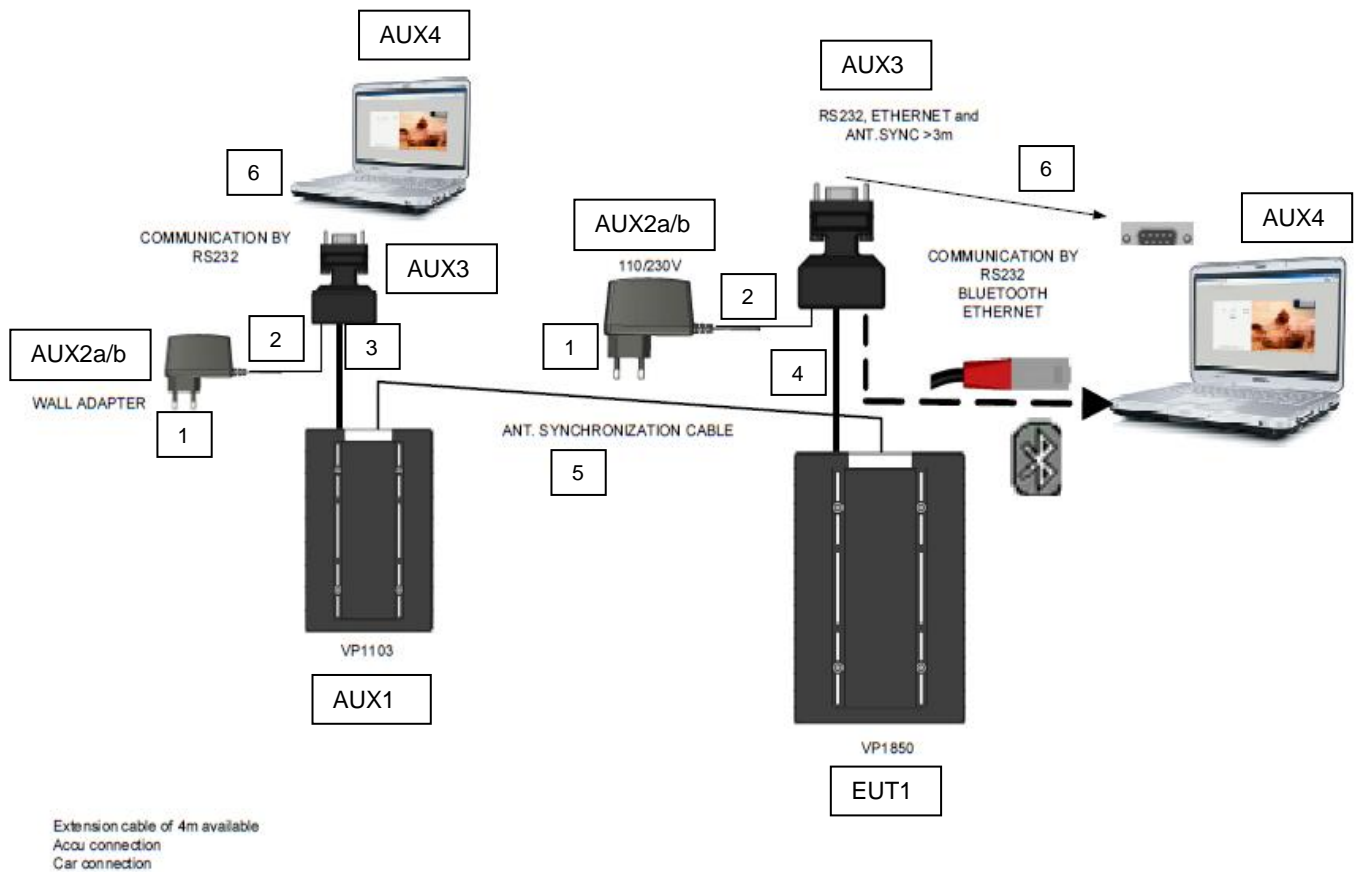 AUX4
AUX3
RS232, ETHERNET and
ANT.SYNC >3m
6
6
AUX2a/b
AUX4
COMMUNICATION BY
RS232
AUX3
110/230V
COMMUNICATION BY
RS232
BLUETOOTH
ETHERNET
2
AUX2a/b
2
3
1
4
WALL ADAPTER
1
ANT. SYNCHRONIZATION CABLE
5
VP1103
AUX1
VP1850
EUT1
Extension cable of 4m available
Accu connection
Car connection